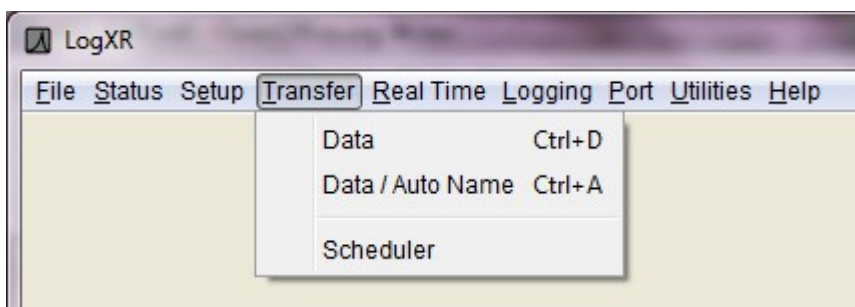 LogXR
File Status Setup Transfer Real Time Logging Port Utilities Help
Data Ctrl+D
Data / Auto Name Ctrl+A
Scheduler